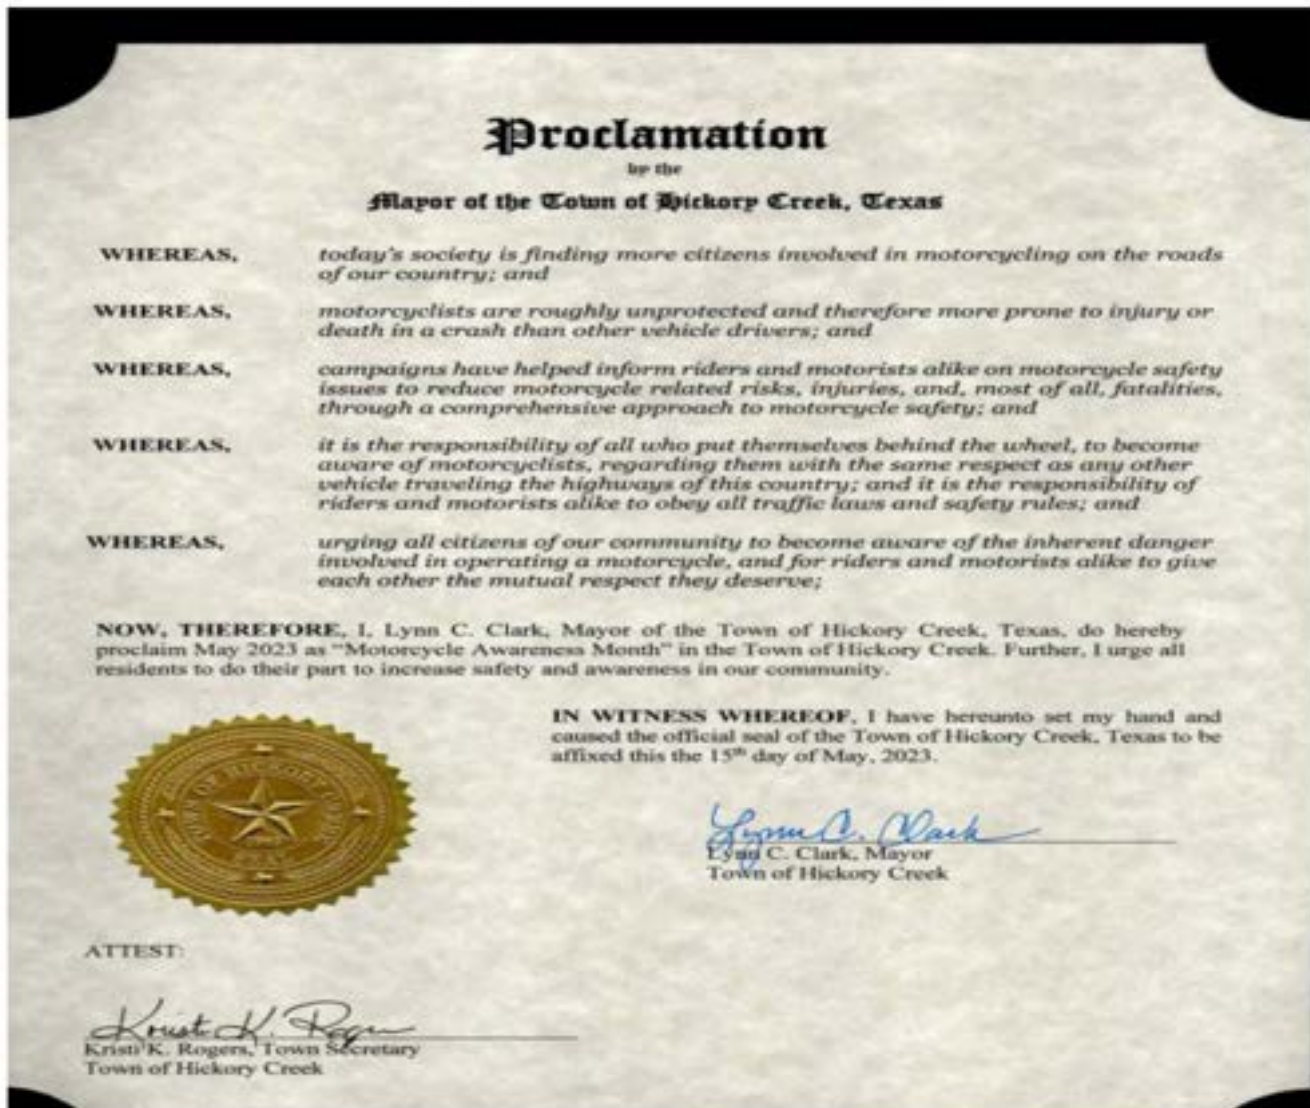 Proclamation
by the
Mayor of the Town of Hickory Creek, Texas
WHEREAS, today's society is finding more citizens involved in motorcycling on the roads
of our country; and
WHEREAS, motorcyclists are roughly unprotected and therefore more prone to injury or
death in a crash than other vehicle drivers; and
WHEREAS, campaigns have helped inform riders and motorists alike on motorcycle safety
issues to reduce motorcycle related risks, injuries, and, most of all, fatalities,
through a comprehensive approach to motorcycle safety; and
WHEREAS, it is the responsibility of all who put themselves behind the wheel, to become
aware of motorcyclists, regarding them with the same respect as any other
vehicle traveling the highways of this country; and it is the responsibility of
riders and motorists alike to obey all traffic laws and safety rules; and
WHEREAS, urging all citizens of our community to become aware of the inherent danger
involved in operating a motorcycle, and for riders and motorists alike to give
each other the mutual respect they deserve;
NOW, THEREFORE, I, Lynn C. Clark, Mayor of the Town of Hickory Creek, Texas, do hereby
proclaim May 2023 as "Motorcycle Awareness Month" in the Town of Hickory Creek. Further, I urge all
residents to do their part to increase safety and awareness in our community.
IN WITNESS WHEREOF, I have hereunto set my hand and
caused the official seal of the Town of Hickory Creek, Texas to be
affixed this the 15th day of May, 2023.
TOWN OF HICKORY CREEK
TEXAS
Lynn C. Clark
Lynn C. Clark, Mayor
Town of Hickory Creek
ATTEST:
Kristi K. Rogers
Kristi K. Rogers, Town Secretary
Town of Hickory Creek